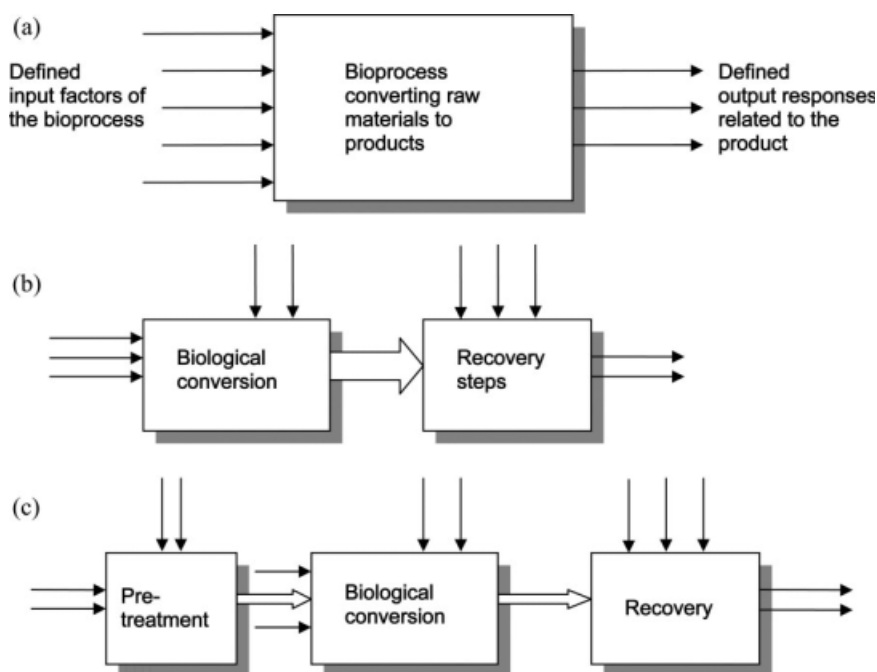 (a)
Defined
input factors of
the bioprocess
Bioprocess
converting raw
materials to
products
Defined
output responses
related to the
product
(b)
Biological
conversion
Recovery
steps
(c)
Pre-
treatment
Biological
conversion
Recovery